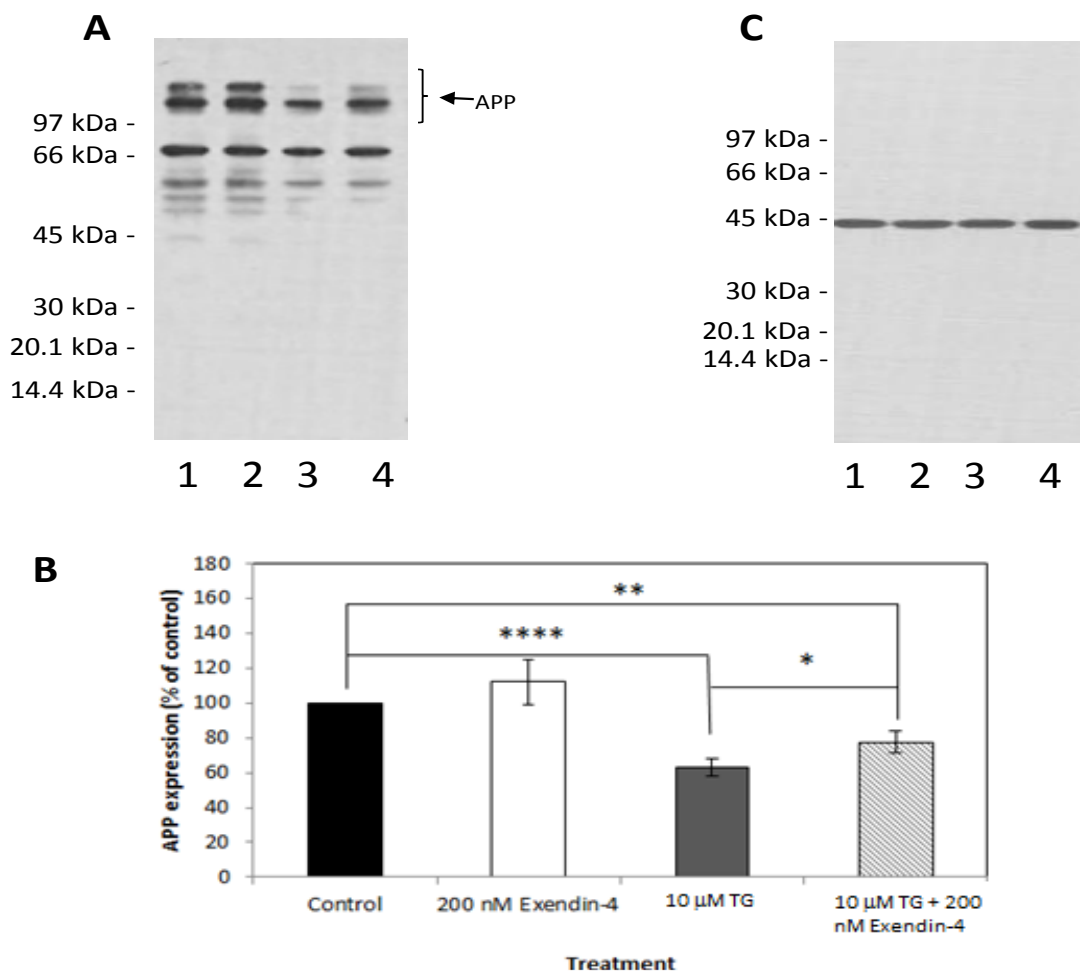 A
APP
97 kDa -
66 kDa -
45 kDa -
30 kDa -
20.1 kDa -
14.4 kDa -
1 2 3 4
C
97 kDa -
66 kDa -
45 kDa -
30 kDa -
20.1 kDa -
14.4 kDa -
1 2 3 4
B
APP expression (% of control)
180
160
140
120
100
80
60
40
20
0
**
****
*
Control
200 nM Exendin-4
10 µM TG
10 µM TG + 200
nM Exendin-4
Treatment